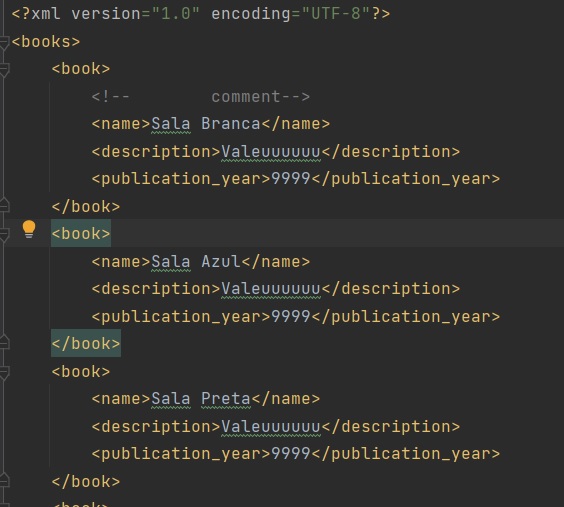 <?xml version="1.0" encoding="UTF-8"?>
<books>
    <book>
        <!--        comment-->
        <name>Sala Branca</name>
        <description>Valeuuuuuu</description>
        <publication_year>9999</publication_year>
    </book>
    <book>
        <name>Sala Azul</name>
        <description>Valeuuuuuu</description>
        <publication_year>9999</publication_year>
    </book>
    <book>
        <name>Sala Preta</name>
        <description>Valeuuuuuu</description>
        <publication_year>9999</publication_year>
    </book>
    <book>